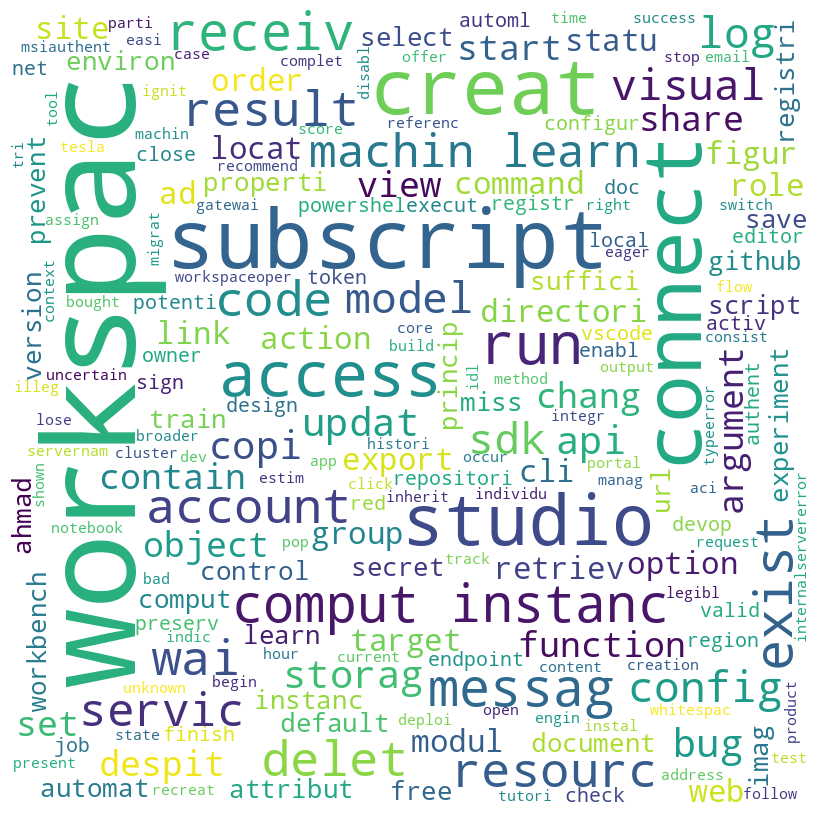 parti
automl
time
success
site
receiv
select
start
statu
log
msiauthent
easi
case
complet
offer
stop
email
net
environ
disabl
creat
visual
registri
tool
ignit
order
result
score
referenc
configur
share
tri
tesla
machin
close
locat
recommend
machin learn
figur
prevent
workspac
ad
properti
view
command
doc
connect
role
assign
gatewai
powershelexecut
registr
right
switch
save
migrat
subscript
local
eager
editor
context
version
workspaceoper
token
github
flow
bought
potenti
code
model
suffici
directori
script
link
action
core
run
vscode
activ
consist
owner
build
princip
enabl
uncertain
sign
access
idl
method
output
illeg
train
design
updat
miss
chang
argument
typeerror
authent
experiment
lose
integr
servernam
broader
copi
histori
sdk
api
shown
cluster
dev
app
export
occur
cli
portal
url
contain
estim
click
repositori
manag
aci
ahmad
notebook
account
red
inherit
individu
studio
devop
internalservererror
object
group
pop
track
option
request
exist
bad
control
secret
retriev
workbench
comput
comput instanc
legibl
preserv
valid
indic
learn
target
function
region
wai
hour
current
endpoint
content
creation
unknown
begin
storag
messag
config
servic
instanc
open
whitespac
product
set
default
deploi
engin
instal
state
finish
modul
document
bug
imag
job
test
present
despit
delet
resourc
address
automat
recreat
attribut
free
tutori
check
web
follow